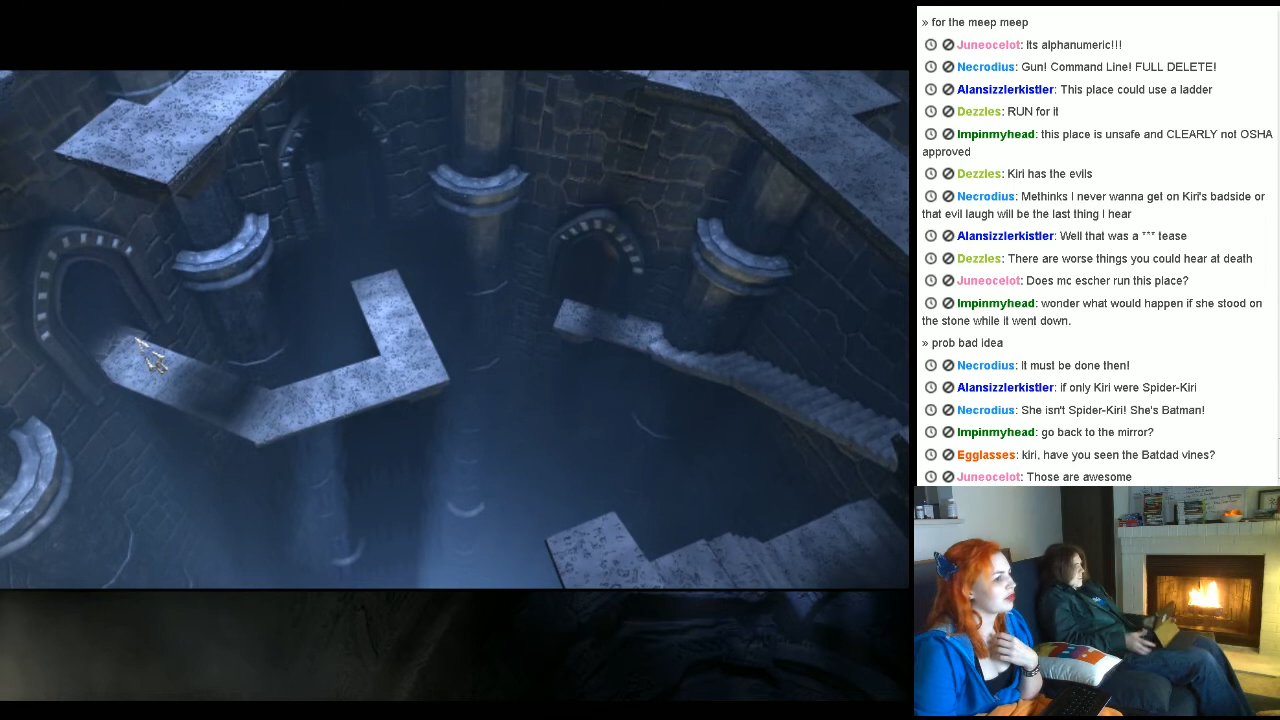 » for the meep meep
Juneocelot: Its alphanumeric!!!
Necrodius: Gun! Command Line! FULL DELETE!
Alansizzlerkistler: This place could use a ladder
Dezzles: RUN for it
Impinmyhead: this place is unsafe and CLEARLY not OSHA
approved
Dezzles: Kiri has the evils
Necrodius: Methinks I never wanna get on Kiri's badside or
that evil laugh will be the last thing I hear
Alansizzlerkistler: Well that was a *** tease
Dezzles: There are worse things you could hear at death
Juneocelot: Does mc escher run this place?
Impinmyhead: wonder what would happen if she stood on
the stone while it went down.
» prob bad idea
Necrodius: It must be done then!
Alansizzlerkistler: if only Kiri were Spider-Kiri
Necrodius: She isn't Spider-Kiri! She's Batman!
Impinmyhead: go back to the mirror?
Egglasses: kiri, have you seen the Batdad vines?
Juneocelot: Those are awesome